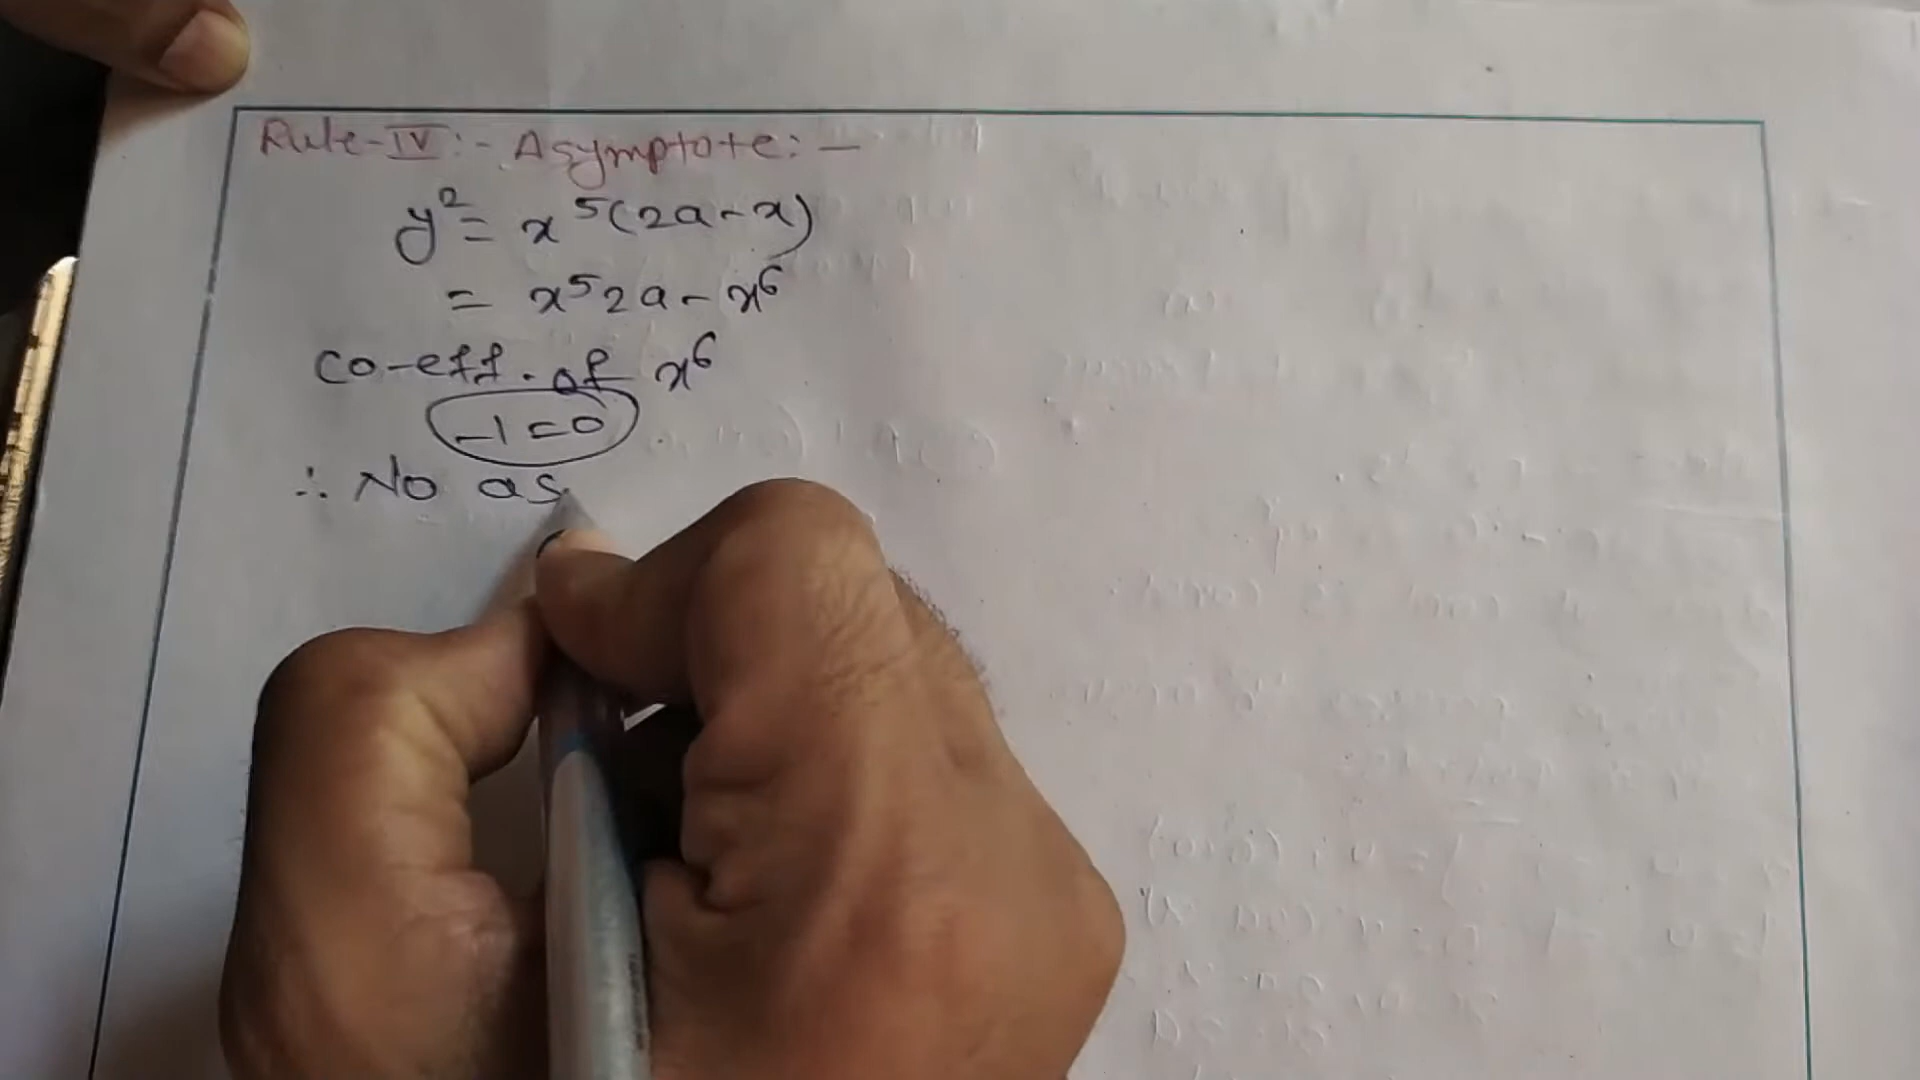 Rule-IV:- Asymptote:-
y² = x⁵(2a-x)
= x⁵2a-x⁶
co-eff. of x⁶
-1=0
∴ No as